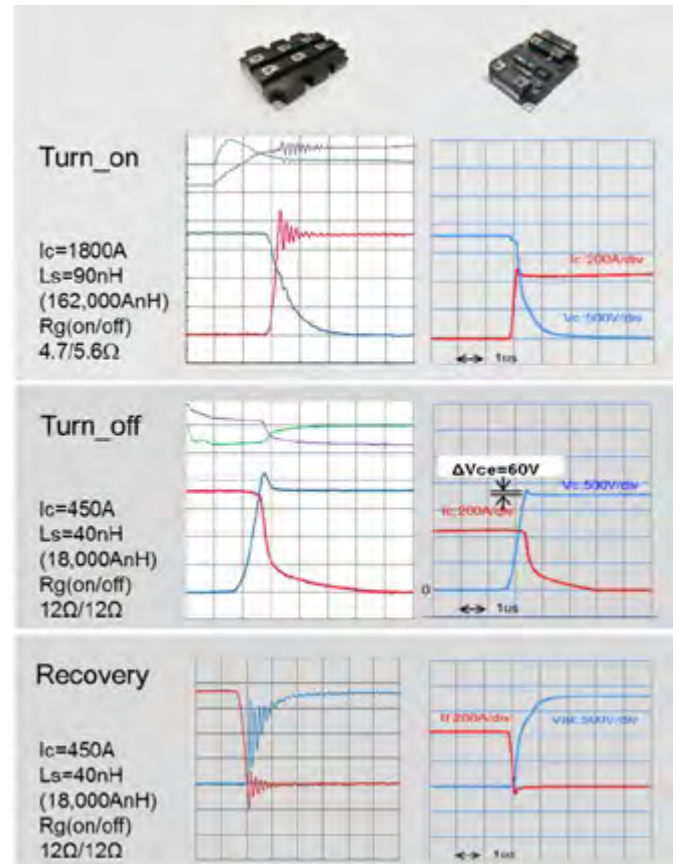 Turn_on
Ic=1800A
Ls=90nH
(162,000AnH)
Rg(on/off)
4.7/5.6Ω
Ic:200A/div
Vc:500V/div
1us
Turn_off
Ic=450A
Ls=40nH
(18,000AnH)
Rg(on/off)
12Ω/12Ω
ΔVce=60V
Vc:500V/div
Ic:200A/div
0
1us
Recovery
Ic=450A
Ls=40nH
(18,000AnH)
Rg(on/off)
12Ω/12Ω
If:200A/div
1us